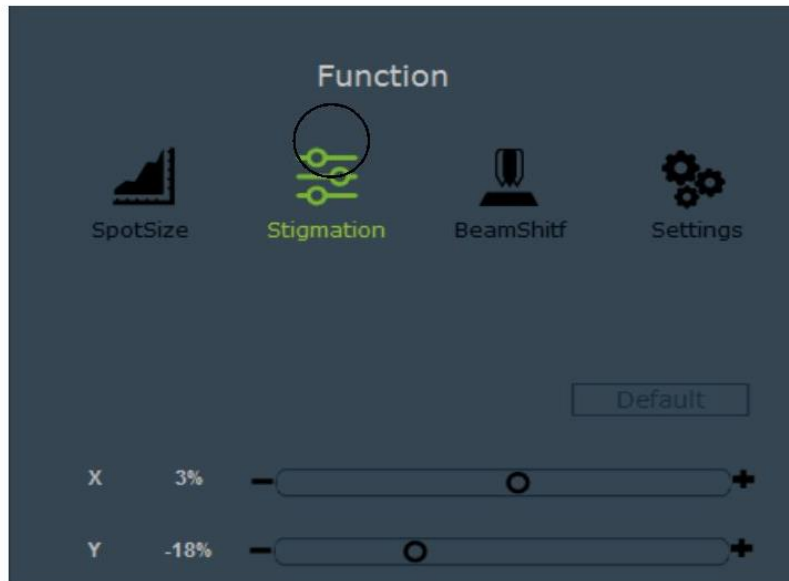 Function
SpotSize Stigmation BeamShitf Settings
Default
X 3%
Y -18%